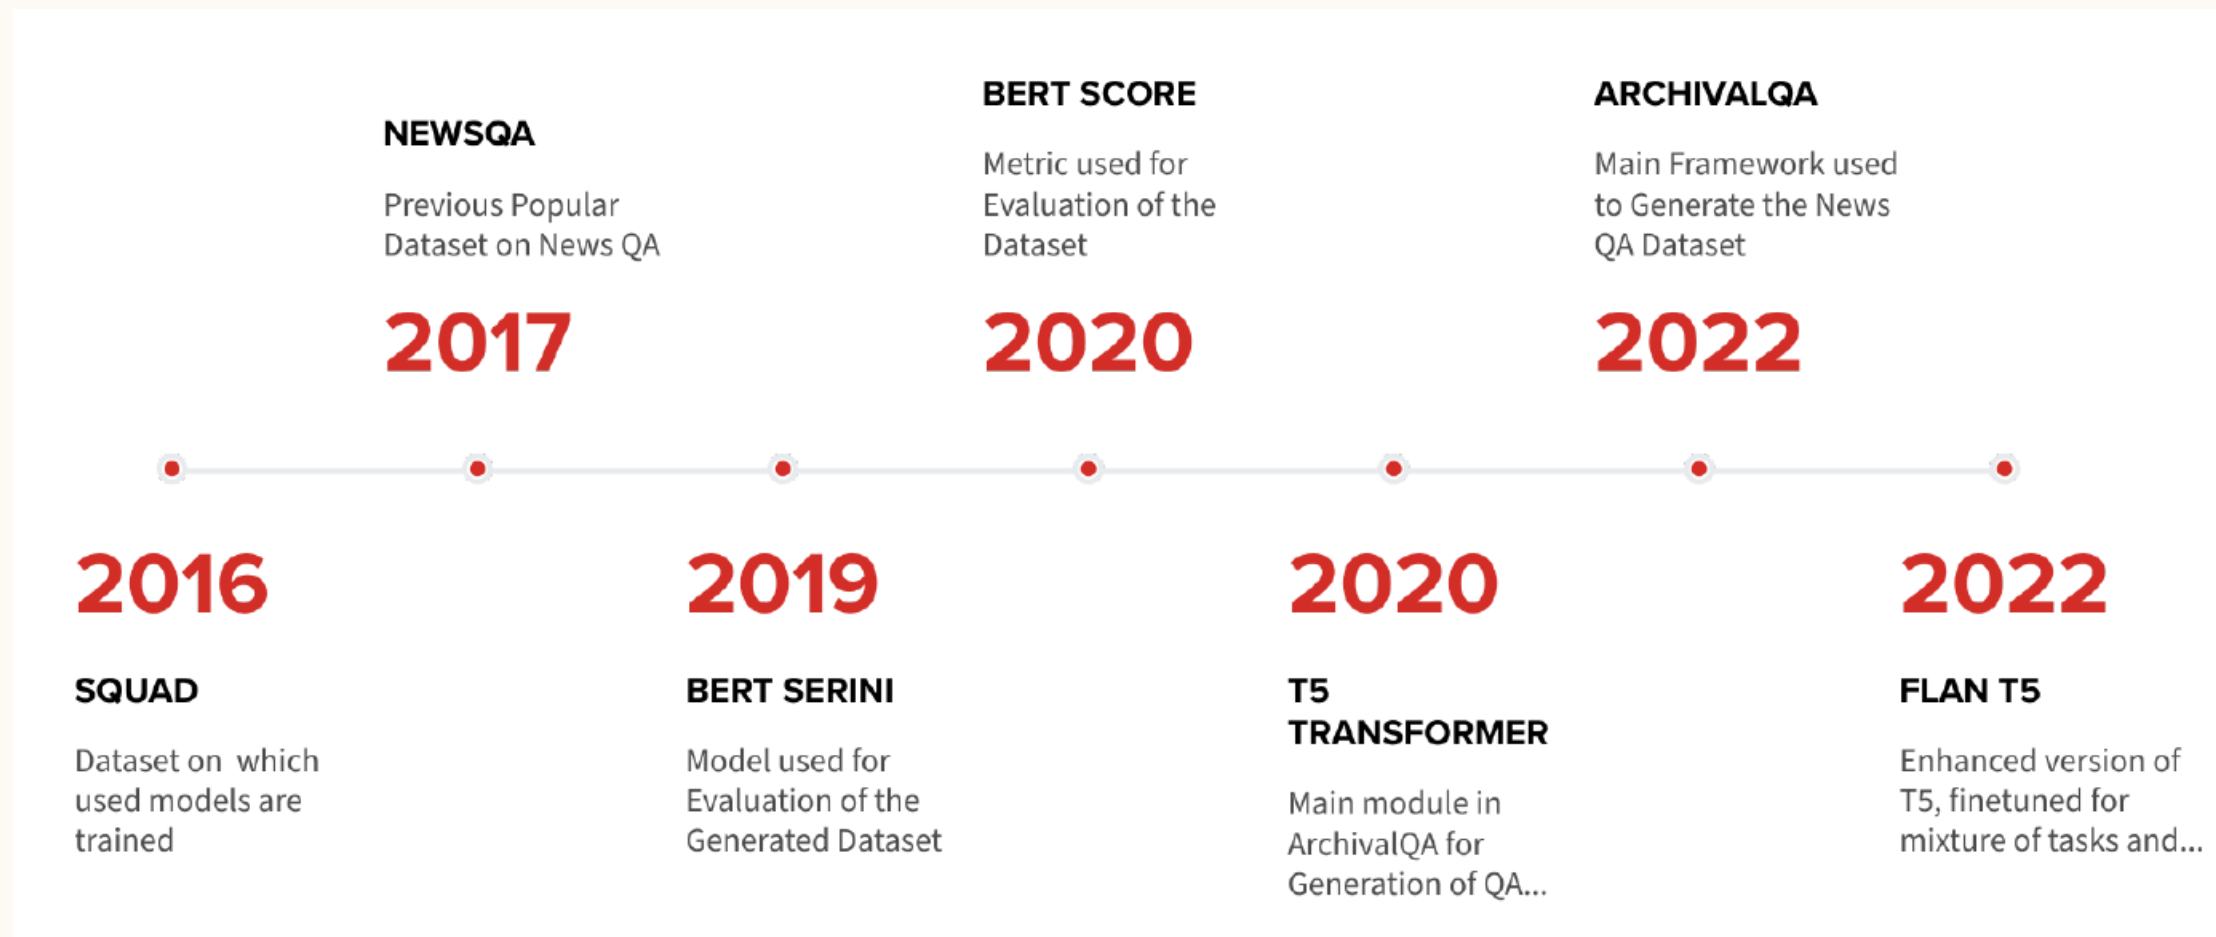 NEWSQA
Previous Popular
Dataset on News QA
2017
BERT SCORE
Metric used for
Evaluation of the
Dataset
2020
ARCHIVALQA
Main Framework used
to Generate the News
QA Dataset
2022
2016
SQUAD
Dataset on  which
used models are
trained
2019
BERT SERINI
Model used for
Evaluation of the
Generated Dataset
2020
T5
TRANSFORMER
Main module in
ArchivalQA for
Generation of QA...
2022
FLAN T5
Enhanced version of
T5, finetuned for
mixture of tasks and...